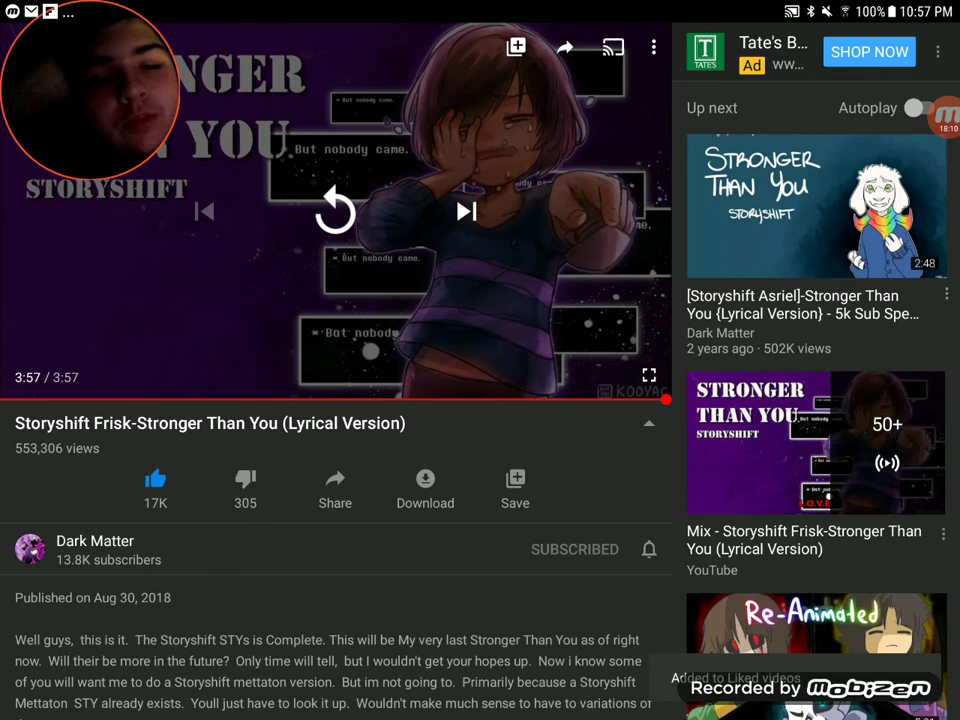 ... 100% 10:57 PM
STRONGER
THAN YOU
STORYSHIFT
* But nobody came.
But nobody came.
* But nobody came.
* But nobody
3:57 / 3:57
KOOYAC
Storyshift Frisk-Stronger Than You (Lyrical Version)
553,306 views
17K 305 Share Download Save
Dark Matter
13.8K subscribers
SUBSCRIBED
Published on Aug 30, 2018
Well guys, this is it. The Storyshift STYs is Complete. This will be My very last Stronger Than You as of right
now. Will their be more in the future? Only time will tell, but I wouldn't get your hopes up. Now i know some
of you will want me to do a Storyshift mettaton version. But im not going to. Primarily because a Storyshift
Mettaton STY already exists. Youll just have to look it up. Wouldn't make much sense to have to variations of
T
TATE'S
Tate's B...
Ad ww...
SHOP NOW
Up next Autoplay
18:10
STRONGER
THAN YOU
STORYSHIFT
2:48
[Storyshift Asriel]-Stronger Than
You {Lyrical Version} - 5k Sub Spe...
Dark Matter
2 years ago · 502K views
STRONGER
THAN YOU
STORYSHIFT
L.O.V.E
50+
Mix - Storyshift Frisk-Stronger Than
You (Lyrical Version)
YouTube
Re-Animated
Added to Liked videos
Recorded by mobizen